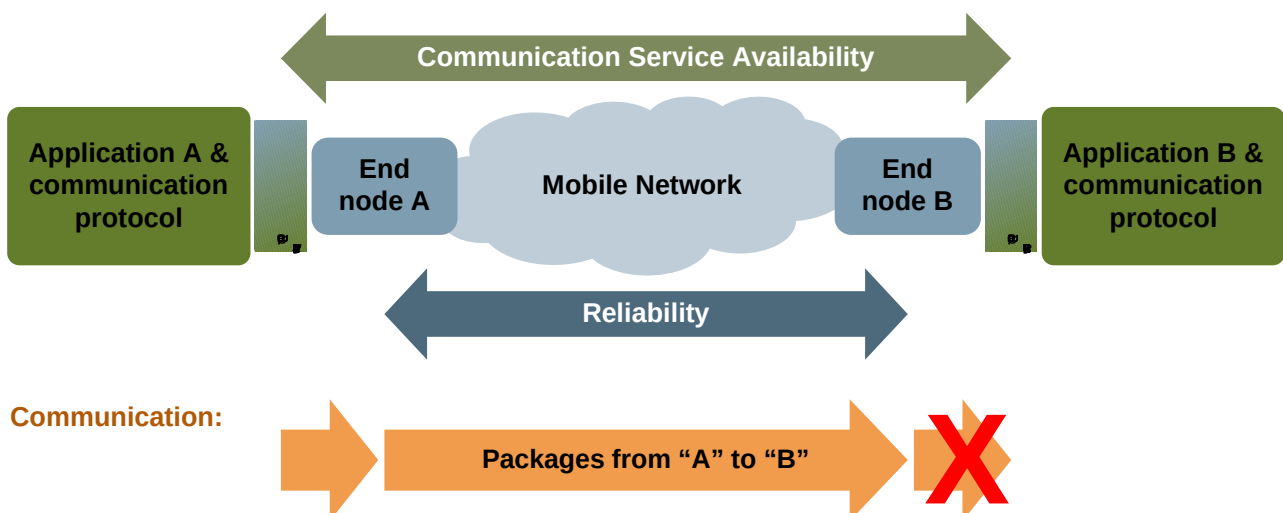 Communication Service Availability
Application A &
communication
protocol
End
node A
Mobile Network
End
node B
Application B &
communication
protocol
Reliability
Communication:
Packages from “A” to “B”
X